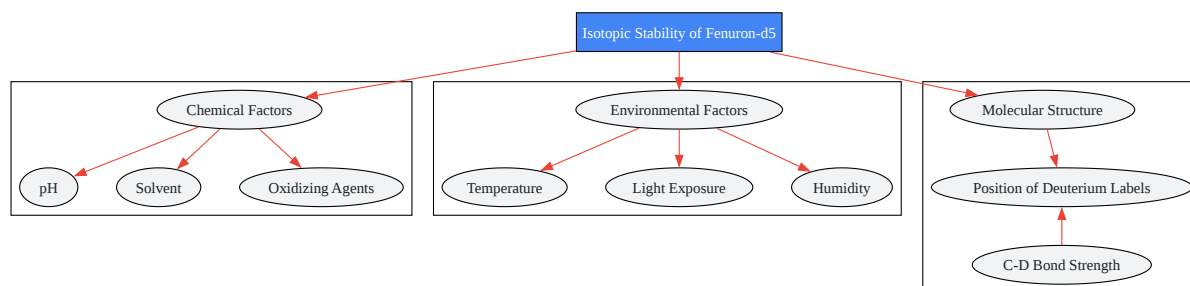 Isotopic Stability of Fenuron-d5
Chemical Factors
Environmental Factors
Molecular Structure
pH
Solvent
Oxidizing Agents
Temperature
Light Exposure
Humidity
Position of Deuterium Labels
C-D Bond Strength